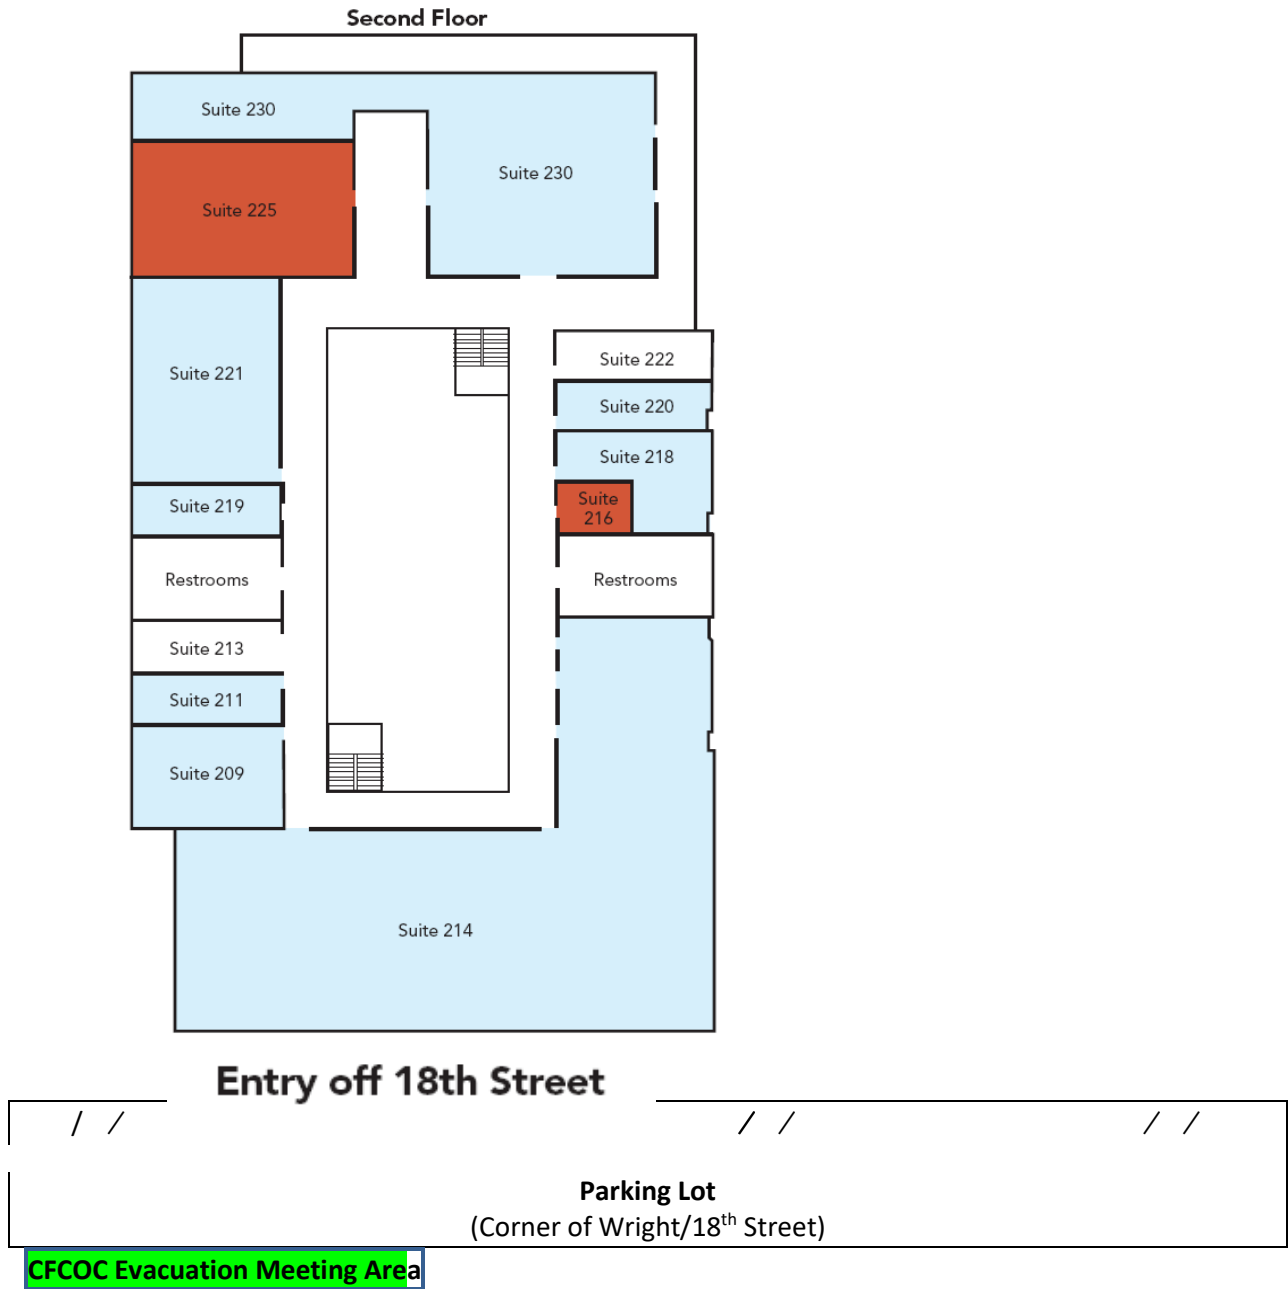 Second Floor
Suite 230
Suite 230
Suite 225
Suite 221
Suite 222
Suite 220
Suite 218
Suite
216
Suite 219
Restrooms
Restrooms
Suite 213
Suite 211
Suite 209
Suite 214
Entry off 18th Street
/ / / / / /
Parking Lot
(Corner of Wright/18th Street)
CFCOC Evacuation Meeting Area